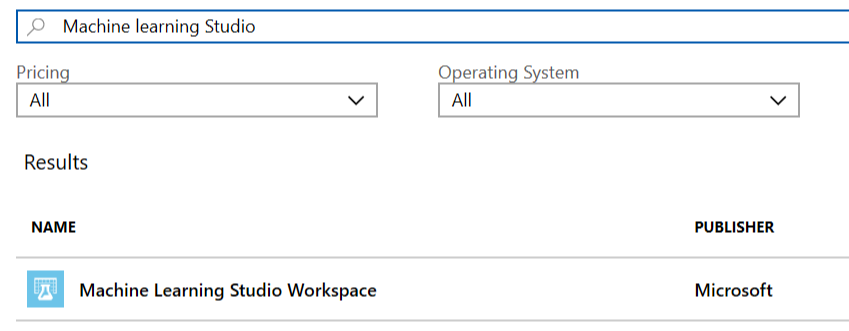 Machine learning Studio
Pricing Operating System
All All
Results
NAME PUBLISHER
Machine Learning Studio Workspace Microsoft